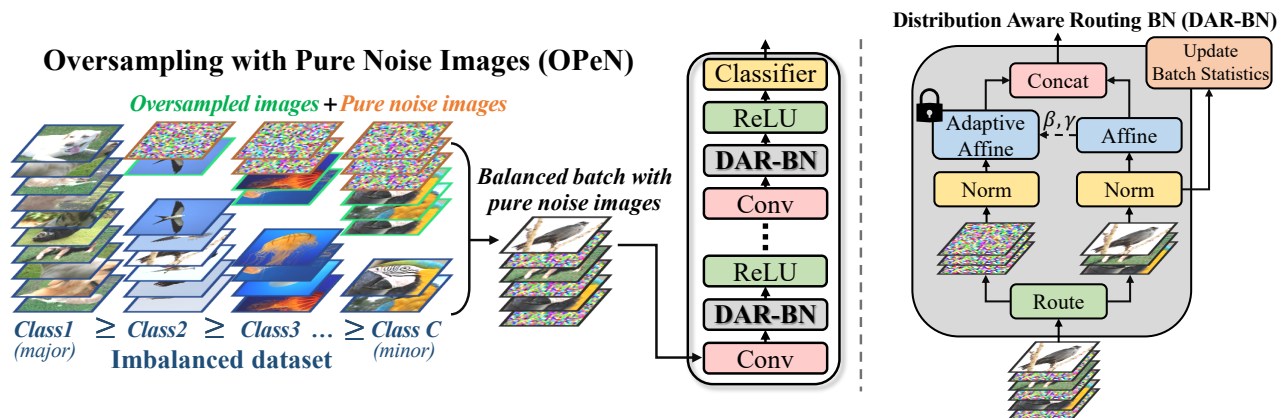 Oversampling with Pure Noise Images (OPeN)
Oversampled images + Pure noise images
Balanced batch with
pure noise images
Class1 ≥ Class2 ≥ Class3 ... ≥ Class C
(major) (minor)
Imbalanced dataset
Classifier
ReLU
DAR-BN
Conv
ReLU
DAR-BN
Conv
Distribution Aware Routing BN (DAR-BN)
Update
Batch Statistics
Concat
Adaptive
Affine
β, γ
Affine
Norm
Norm
Route